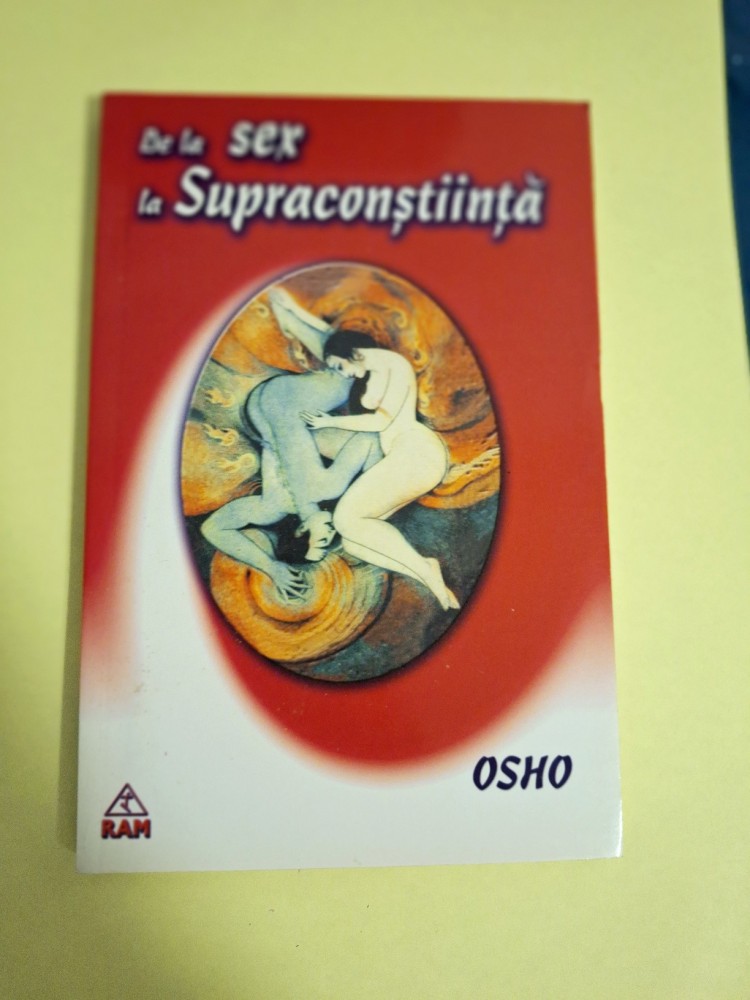 De la sex
la Supraconștiință
OSHO
RAM